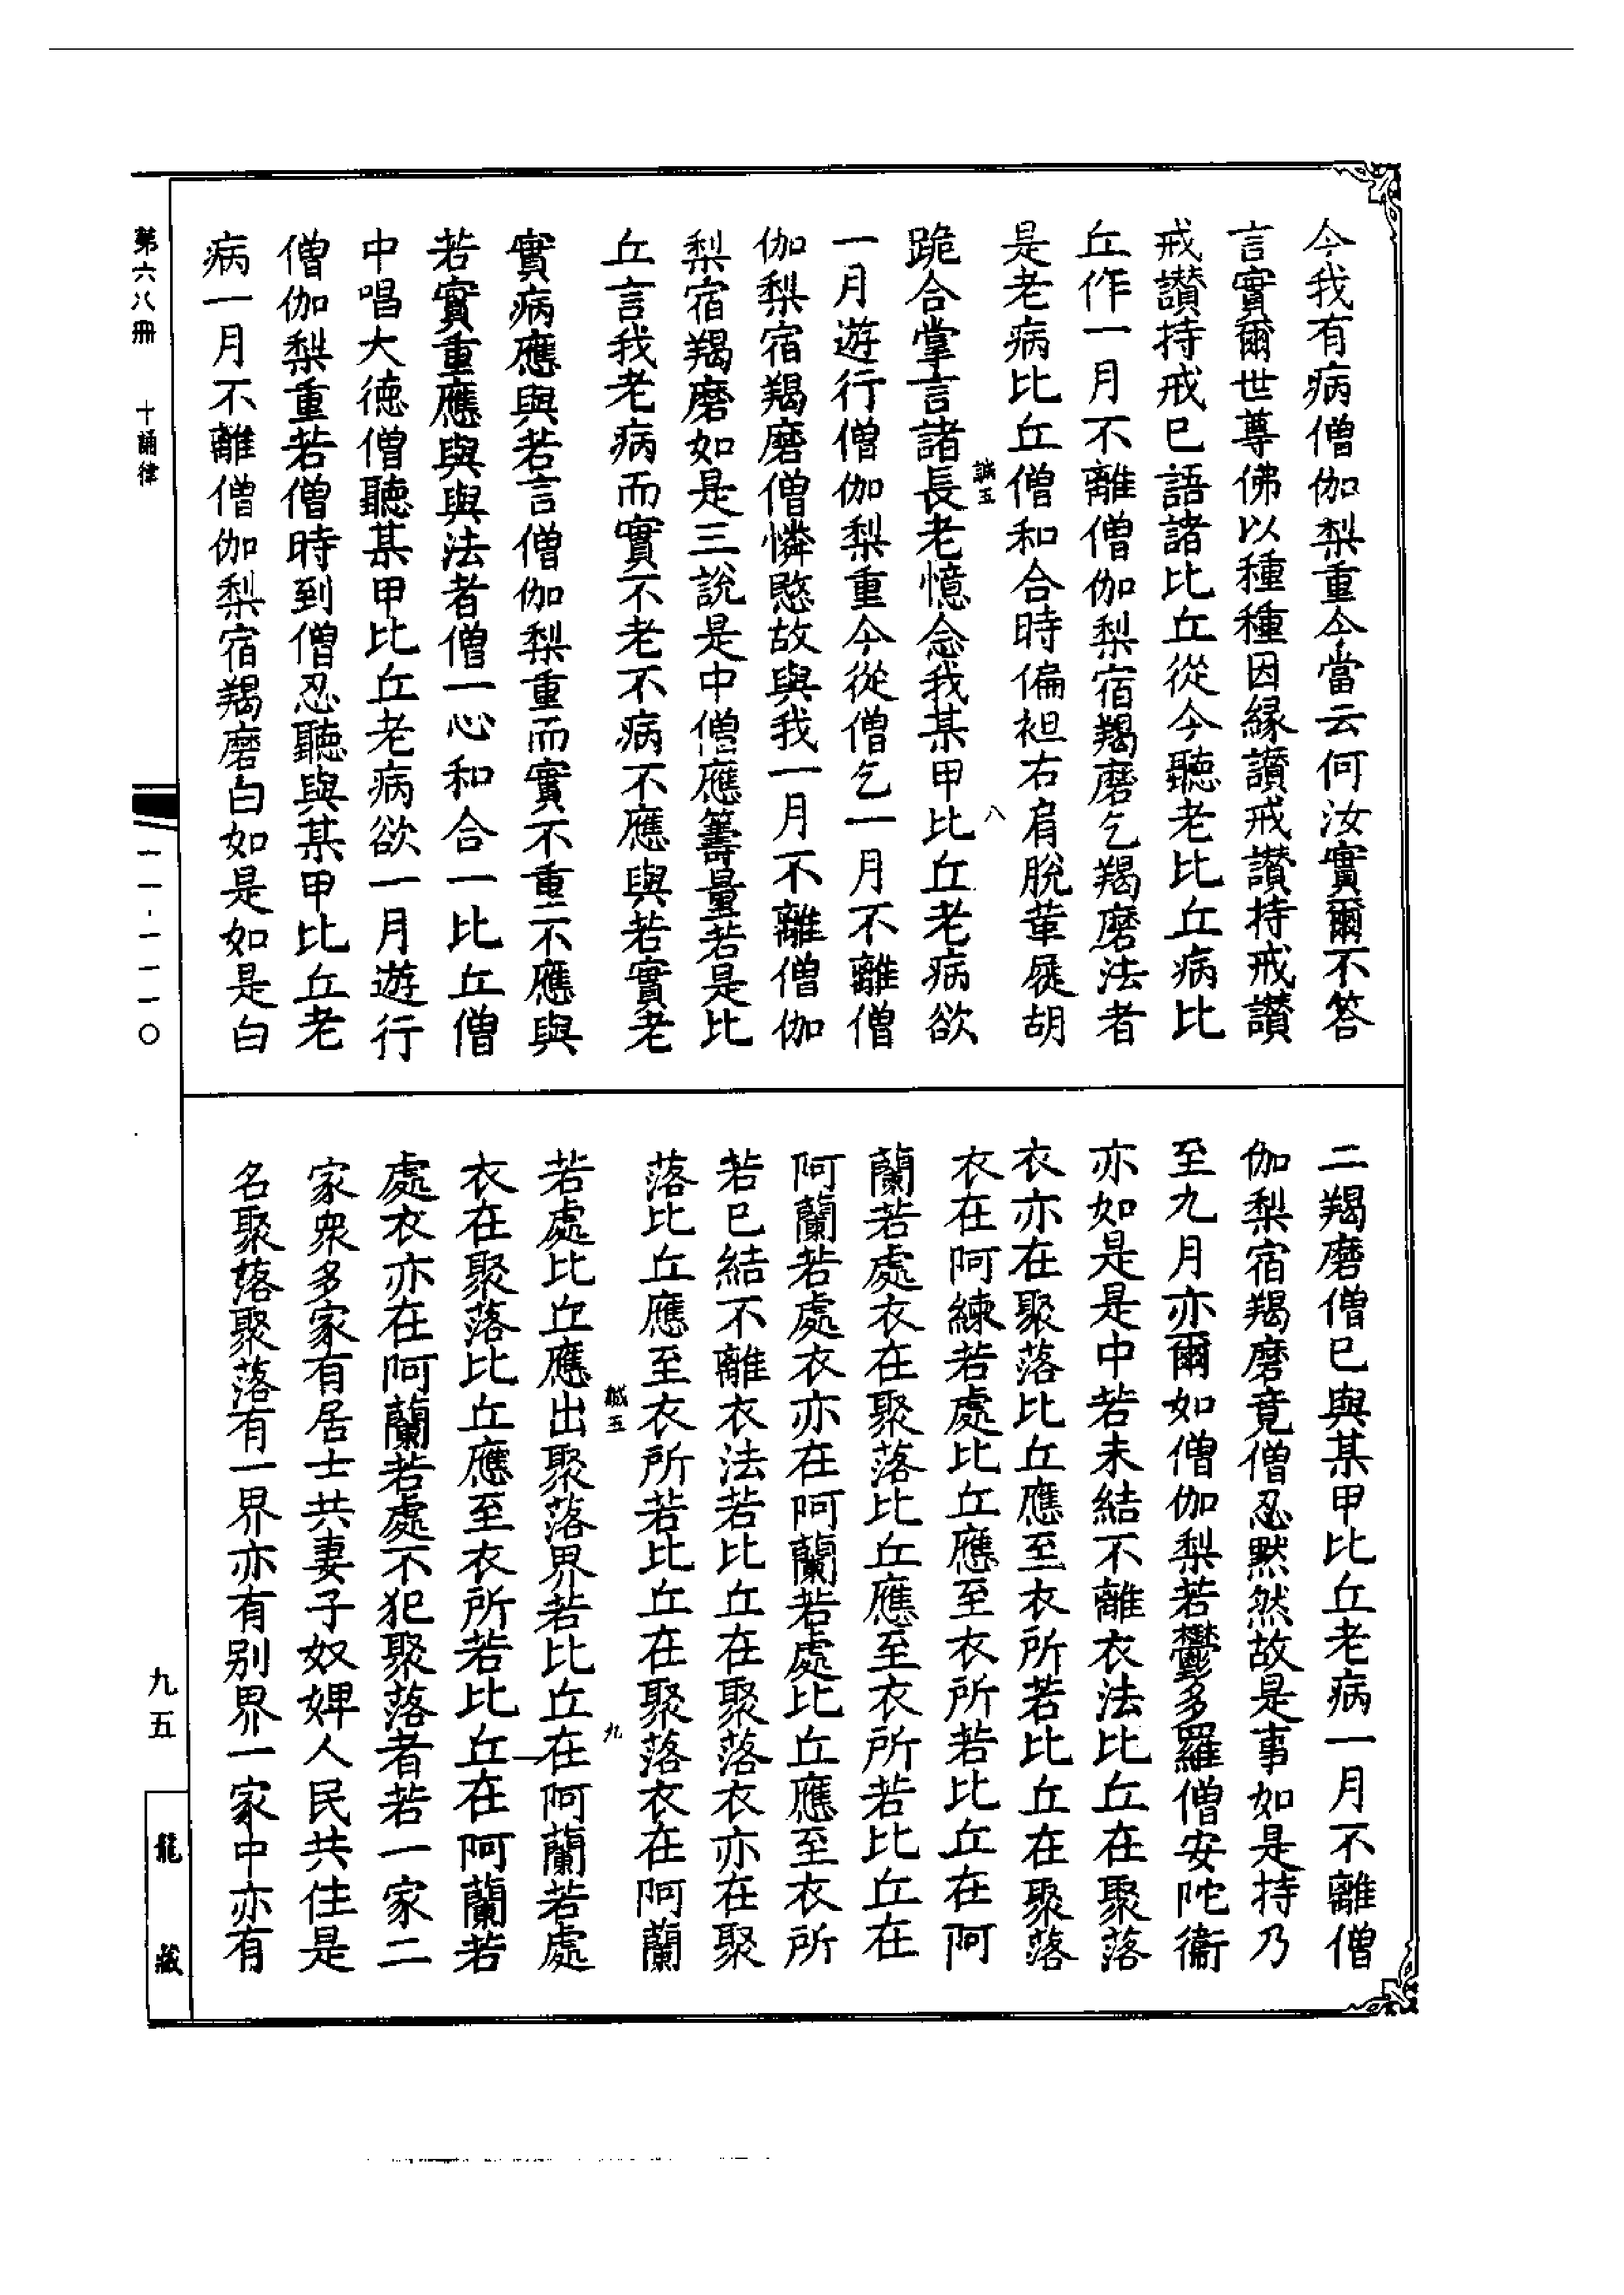 今我有病僧伽梨重今當云何汝實爾不答
言實爾世尊佛以種種因緣讃戒讃持戒讃
戒讃持戒已語諸比丘從今聽老比丘病比
丘作一月不離僧伽梨宿羯磨乞羯磨法者
是老病比丘僧和合時偏袒右肩脫革屣胡
誠五 八
跪合掌言諸長老憶念我某甲比丘老病欲
一月遊行僧伽梨重今從僧乞一月不離僧
伽梨宿羯磨僧憐愍故與我一月不離僧伽
梨宿羯磨如是三說是中僧應籌量若是比
丘言我老病而實不老不病不應與若實老
實病應與若言僧伽梨重而實不重亦不應與
若實重應與與法者僧一心和合一比丘僧
中唱大德僧聽某甲比丘老病欲一月遊行
僧伽梨重若僧時到僧忍聽與某甲比丘老
病一月不離僧伽梨宿羯磨白如是如是白
二羯磨僧已與某甲比丘老病一月不離僧
伽梨宿羯磨竟僧忍默然故是事如是持乃
至九月亦爾如僧伽梨若鬱多羅僧安陀衛
亦如是是中若未結不離衣法比丘在聚落
衣亦在聚落比丘應至衣所若比丘在聚落
衣在阿練若處比丘應至衣所若比丘在阿
蘭若處衣在聚落比丘應至衣所若比丘在
阿蘭若處衣亦在阿蘭若處比丘應至衣所
若已結不離衣法若比丘在聚落衣亦在聚
落比丘應至衣所若比丘在聚落衣在阿蘭
誠五 九
若處比丘應出聚落界若比丘在阿蘭若處
衣在聚落比丘應至衣所若比丘在阿蘭若
處衣亦在阿蘭若處不犯聚落者若一家二
家衆多家有居士共妻子奴婢人民共住是
名聚落聚落有一界亦有別界一家中亦有
第六八冊 十誦律
一一·一一一〇
九五
龍藏